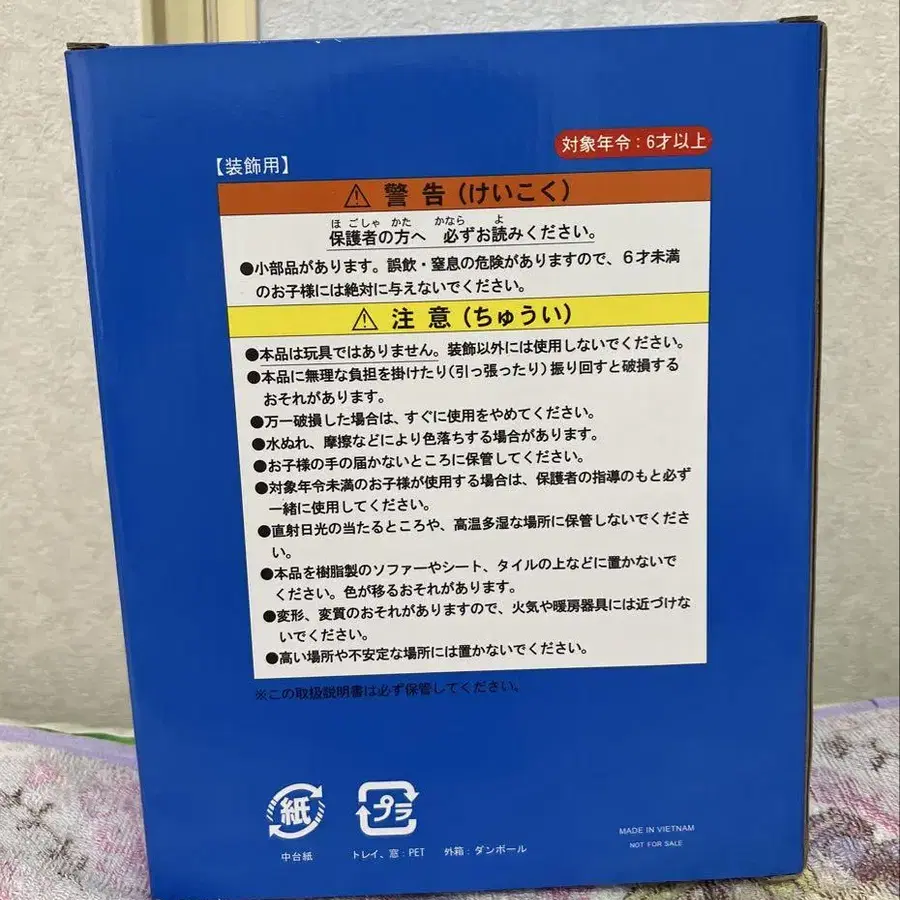 対象年令：6才以上
【装飾用】
⚠ 警告（けいこく）
ほごしゃ かた かなら よ
保護者の方へ 必ずお読みください。
●小部品があります。誤飲・窒息の危険がありますので、６才未満
のお子様には絶対に与えないでください。
⚠ 注意（ちゅうい）
●本品は玩具ではありません。装飾以外には使用しないでください。
●本品に無理な負担を掛けたり（引っ張ったり）振り回すと破損する
おそれがあります。
●万一破損した場合は、すぐに使用をやめてください。
●水ぬれ、摩擦などにより色落ちする場合があります。
●お子様の手の届かないところに保管してください。
●対象年令未満のお子様が使用する場合は、保護者の指導のもと必ず
一緒に使用してください。
●直射日光の当たるところや、高温多湿な場所に保管しないでくださ
い。
●本品を樹脂製のソファーやシート、タイルの上などに置かないで
ください。色が移るおそれがあります。
●変形、変質のおそれがありますので、火気や暖房器具には近づけな
いでください。
●高い場所や不安定な場所には置かないでください。
※この取扱説明書は必ず保管してください。
紙
プラ
中台紙
トレイ、窓：PET
外箱：ダンボール
MADE IN VIETNAM
NOT FOR SALE